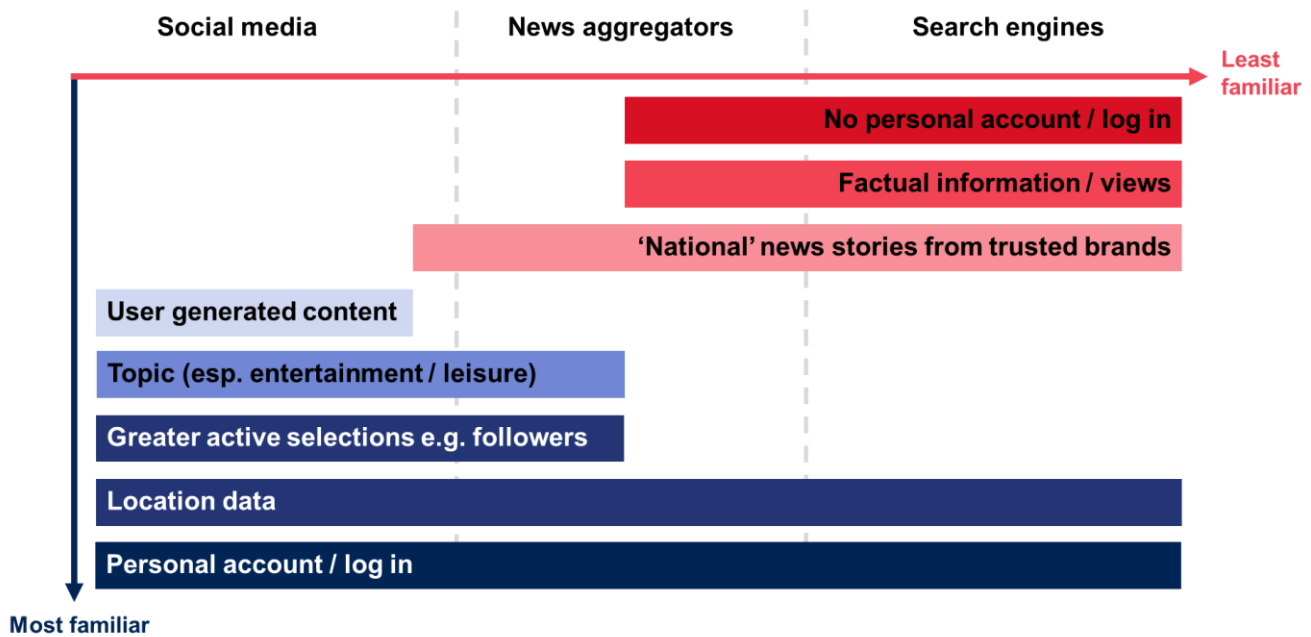 Social media
News aggregators
Search engines
Least
familiar
No personal account / log in
Factual information / views
‘National’ news stories from trusted brands
User generated content
Topic (esp. entertainment / leisure)
Greater active selections e.g. followers
Location data
Personal account / log in
Most familiar